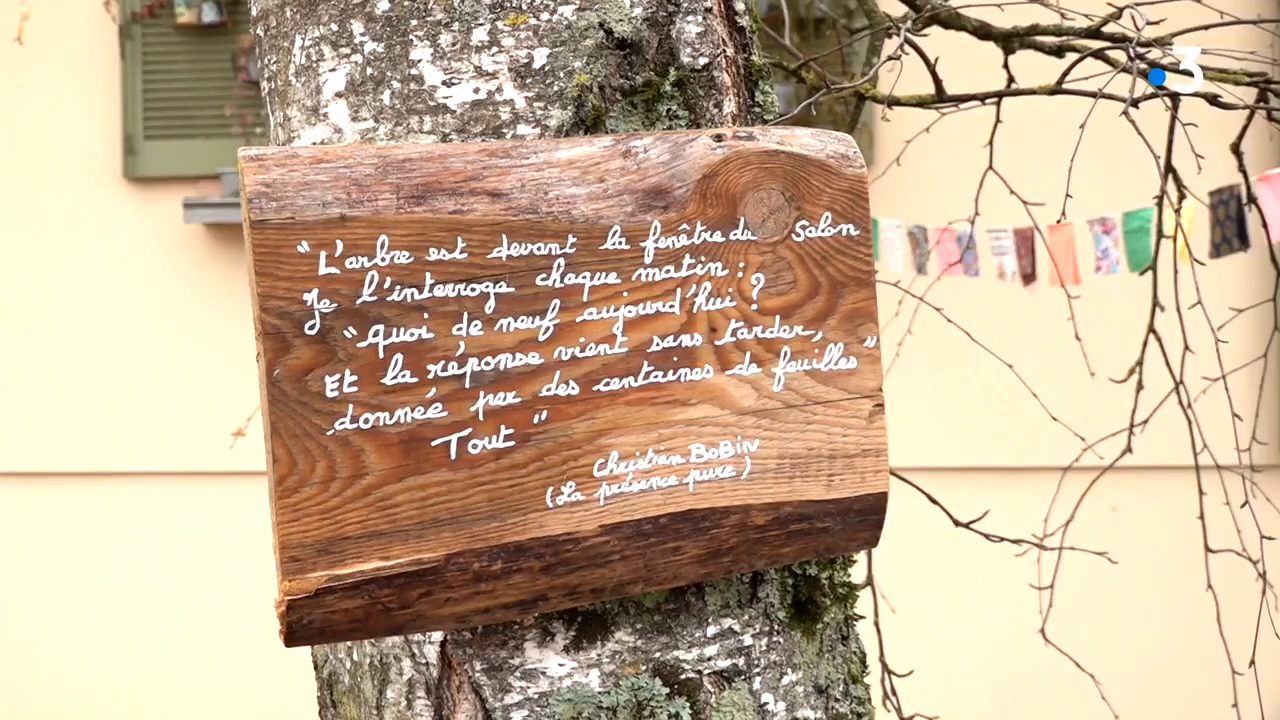 "L'arbre est devant la fenêtre du Salon
Je l'interroge chaque matin :
"quoi de neuf aujourd'hui ?
Et la réponse vient sans tarder,
donnée par des centaines de feuilles"
Tout "
Christian BoBin
(La présence pure)
3